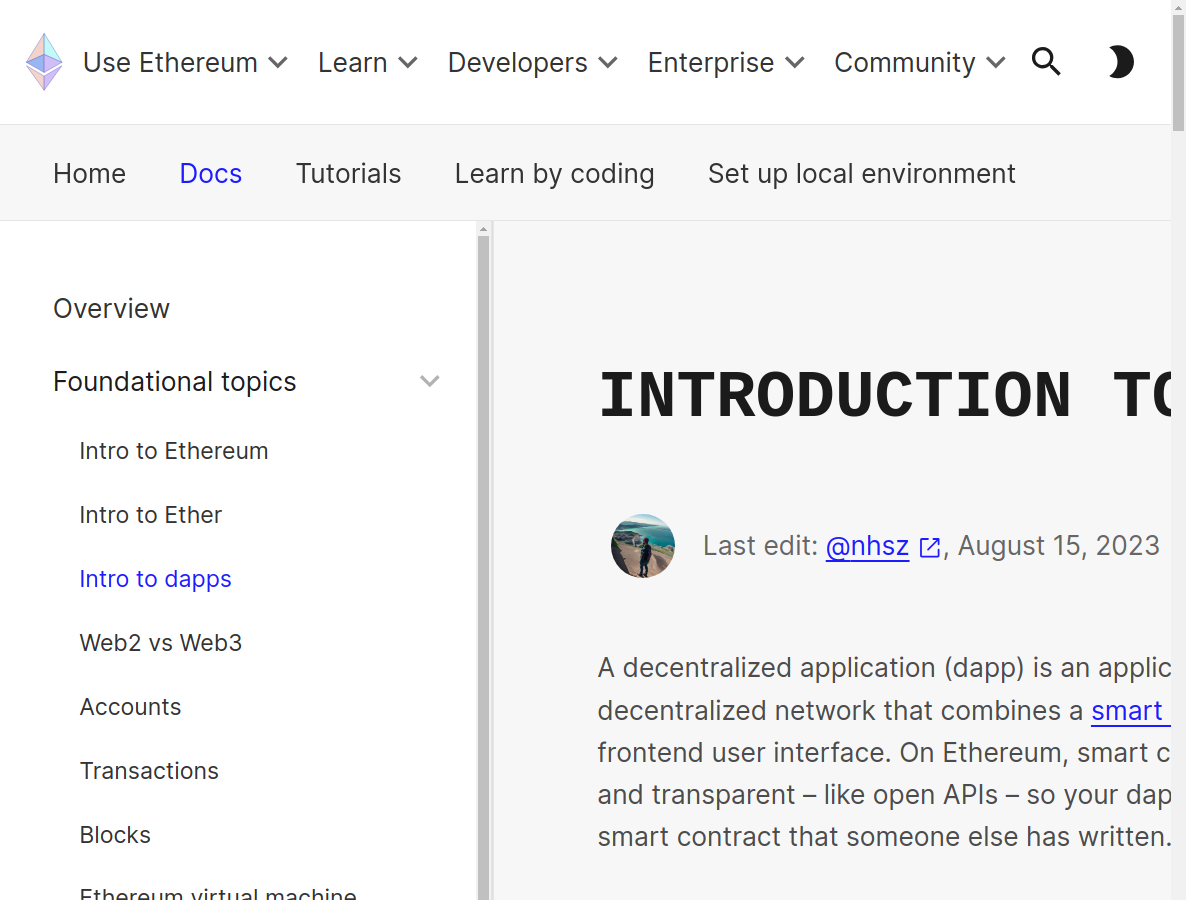 Use Ethereum Learn Developers Enterprise Community
Home Docs Tutorials Learn by coding Set up local environment
Overview
Foundational topics
Intro to Ethereum
Intro to Ether
Intro to dapps
Web2 vs Web3
Accounts
Transactions
Blocks
Ethereum virtual machine
INTRODUCTION TO
Last edit: @nhsz , August 15, 2023
A decentralized application (dapp) is an applic
decentralized network that combines a smart
frontend user interface. On Ethereum, smart c
and transparent – like open APIs – so your dap
smart contract that someone else has written.